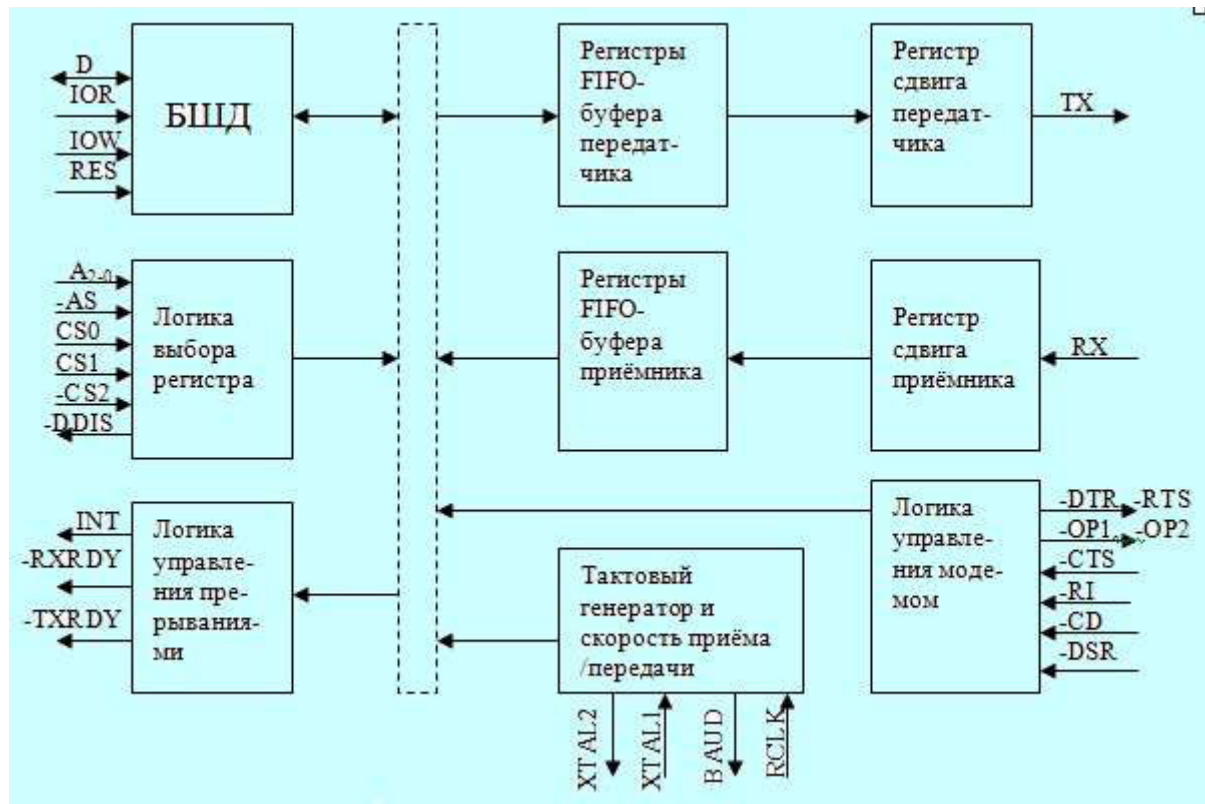 D
IOR
IOW
RES
БШД
Регистры
FIFO-
буфера
передат-
чика
Регистр
сдвига
передат-
чика
TX
A2-0
-AS
CS0
CS1
-CS2
-DDIS
Логика
выбора
регистра
Регистры
FIFO-
буфера
приёмника
Регистр
сдвига
приёмника
RX
INT
-RXRDY
-TXRDY
Логика
управле-
ния пре-
рывания-
ми
Тактовый
генератор и
скорость приёма
/передачи
XTAL2
XTAL1
BAUD
RCLK
Логика
управле-
ния моде-
мом
-DTR, -RTS
-OP1, -OP2
-CTS
-RI
-CD
-DSR